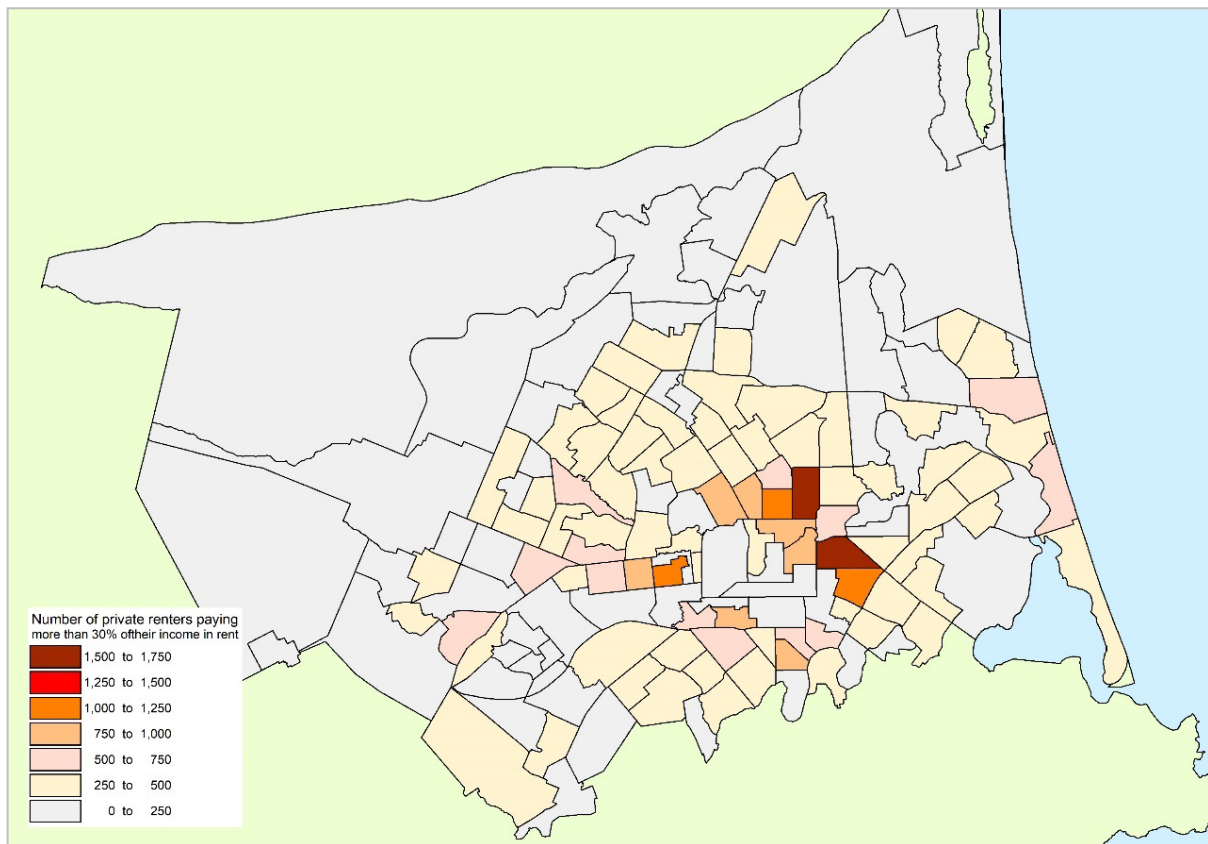 Number of private renters paying
more than 30% oftheir income in rent
1,500 to 1,750
1,250 to 1,500
1,000 to 1,250
750 to 1,000
500 to 750
250 to 500
0 to 250